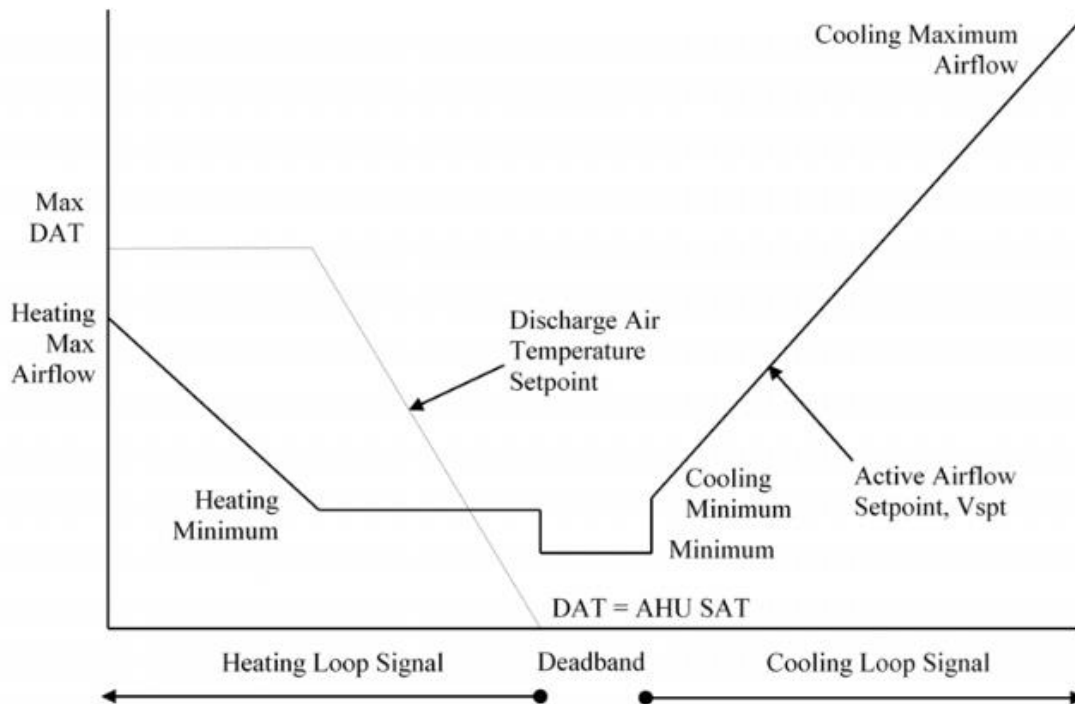 Cooling Maximum
Airflow
Max
DAT
Heating
Max
Airflow
Discharge Air
Temperature
Setpoint
Heating
Minimum
Cooling
Minimum
Active Airflow
Setpoint, Vspt
Minimum
DAT = AHU SAT
Heating Loop Signal
Deadband
Cooling Loop Signal